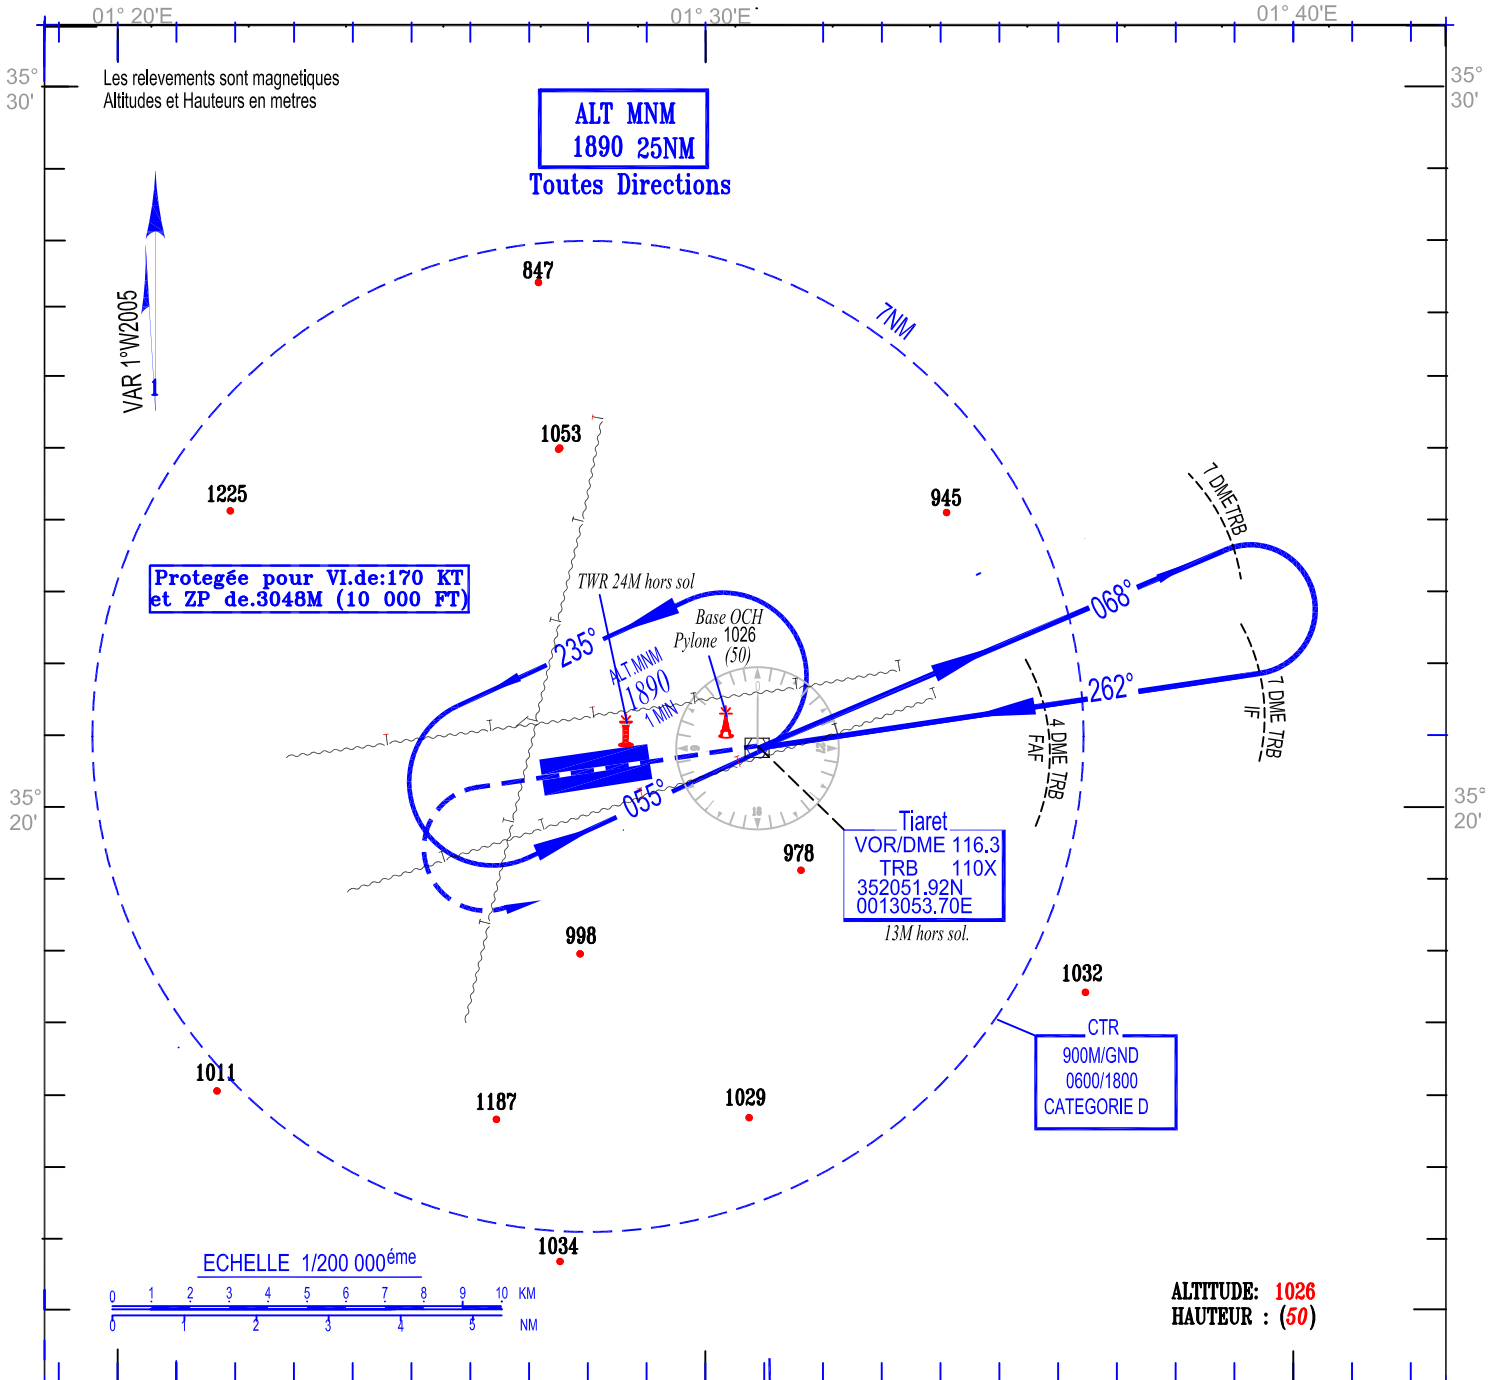 01° 20'E
01° 30'E
01° 40'E
35°
30'
35°
30'
Les relevements sont magnetiques
Altitudes et Hauteurs en metres
ALT MNM
1890 25NM
Toutes Directions
VAR 1°W2005
1
847
7NM
1053
1225
945
7 DMETRB
Protegée pour VI.de:170 KT
et ZP de.3048M (10 000 FT)
TWR 24M hors sol
Base OCH
Pylone 1026
(50)
235°
068°
ALT.MNM
1890
1 MIN
262°
7 DME TRB
IF
4 DME TRB
FAF
055°
35°
20'
35°
20'
Tiaret
VOR/DME 116.3
TRB 110X
352051.92N
0013053.70E
13M hors sol.
978
998
1032
CTR
900M/GND
0600/1800
CATEGORIE D
1011
1187
1029
1034
ECHELLE 1/200 000éme
0 1 2 3 4 5 6 7 8 9 10 KM
0 1 2 3 4 5 NM
ALTITUDE: 1026
HAUTEUR : (50)